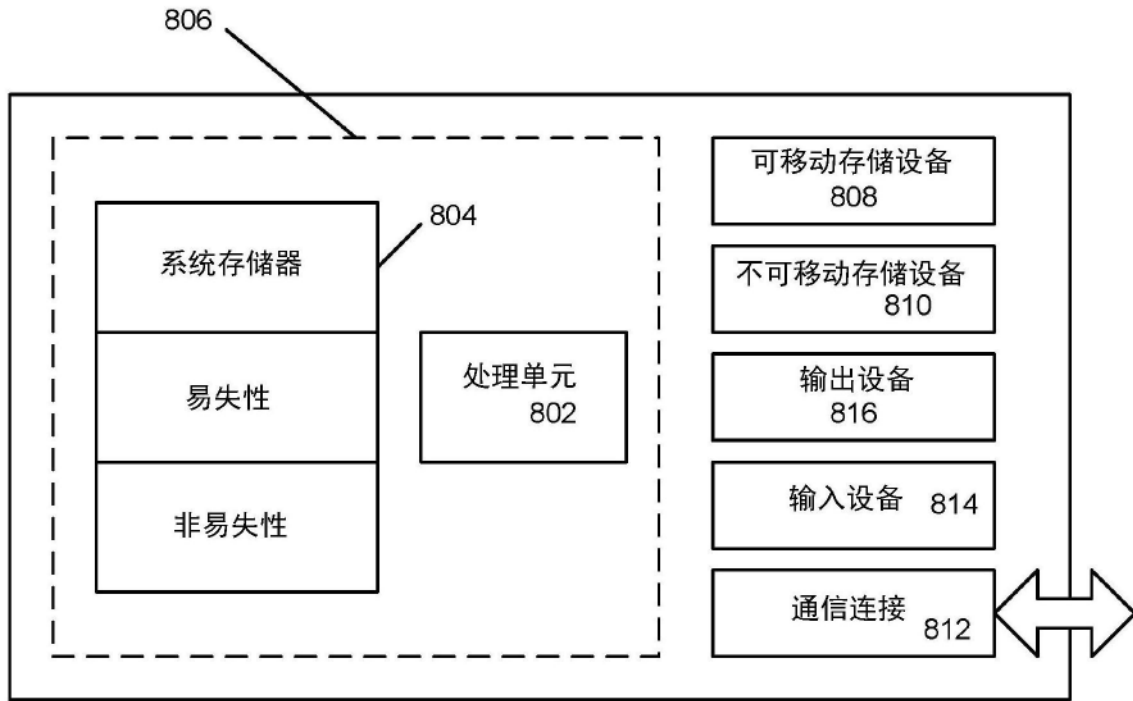 806
804
系统存储器
易失性
非易失性
处理单元
802
可移动存储设备
808
不可移动存储设备
810
输出设备
816
输入设备 814
通信连接 812